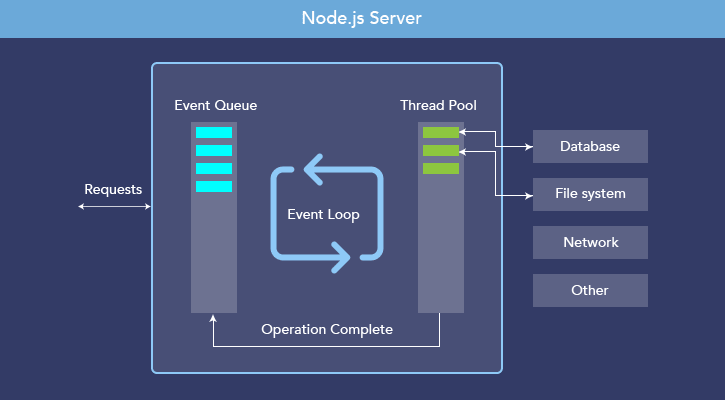 Node.js Server
Event Queue
Thread Pool
Requests
Event Loop
Database
File system
Network
Other
Operation Complete